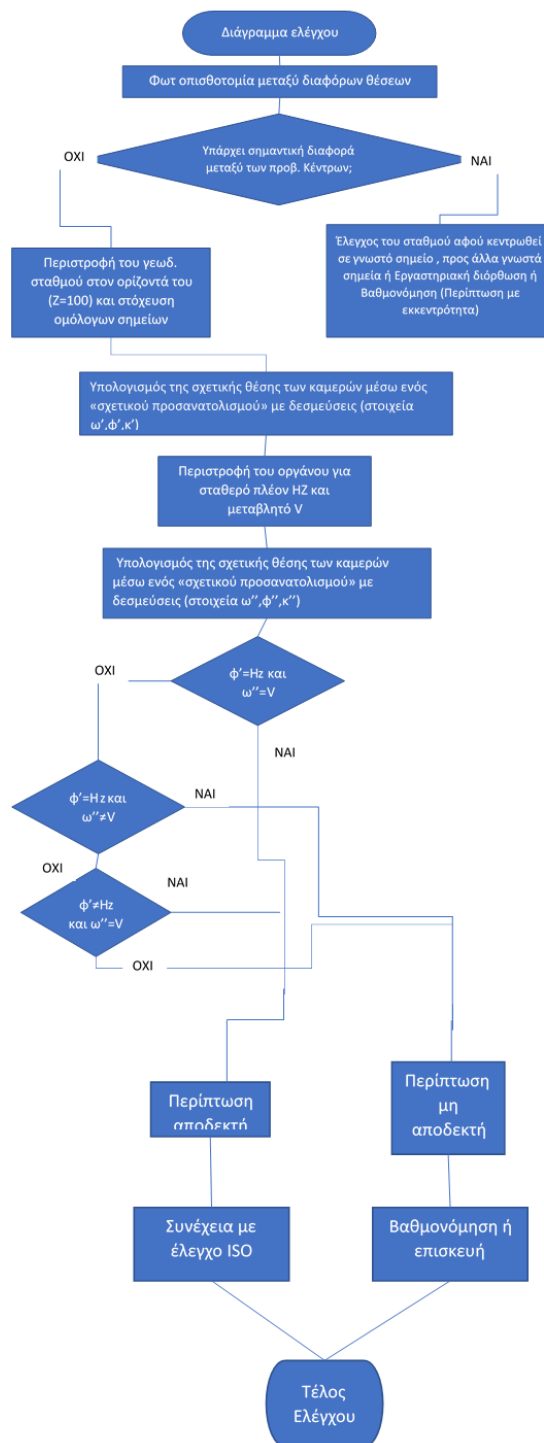 Διάγραμμα ελέγχου
Φωτ οπισθοτομία μεταξύ διαφόρων θέσεων
Υπάρχει σημαντική διαφορά
μεταξύ των προβ. Κέντρων;
ΟΧΙ
ΝΑΙ
Περιστροφή του γεωδ.
σταθμού στον ορίζοντά του
(Ζ=100) και στόχευση
ομόλογων σημείων
Έλεγχος του σταθμού αφού κεντρωθεί
σε γνωστό σημείο , προς άλλα γνωστά
σημεία ή Εργαστηριακή διόρθωση ή
Βαθμονόμηση (Περίπτωση με
εκκεντρότητα)
Υπολογισμός της σχετικής θέσης των καμερών μέσω ενός
«σχετικού προσανατολισμού» με δεσμεύσεις (στοιχεία
ω',φ',κ')
Περιστροφή του οργάνου για
σταθερό πλέον HZ και
μεταβλητό V
Υπολογισμός της σχετικής θέσης των καμερών
μέσω ενός «σχετικού προσανατολισμού» με
δεσμεύσεις (στοιχεία ω'',φ'',κ'')
φ'=Hz και
ω''=V
ΟΧΙ
ΝΑΙ
φ'=Hz και
ω''≠V
ΝΑΙ
ΟΧΙ
φ'≠Hz
και ω''=V
ΝΑΙ
ΟΧΙ
Περίπτωση
αποδεκτή
Περίπτωση
μη
αποδεκτή
Συνέχεια με
έλεγχο ISO
Βαθμονόμηση ή
επισκευή
Τέλος
Ελέγχου